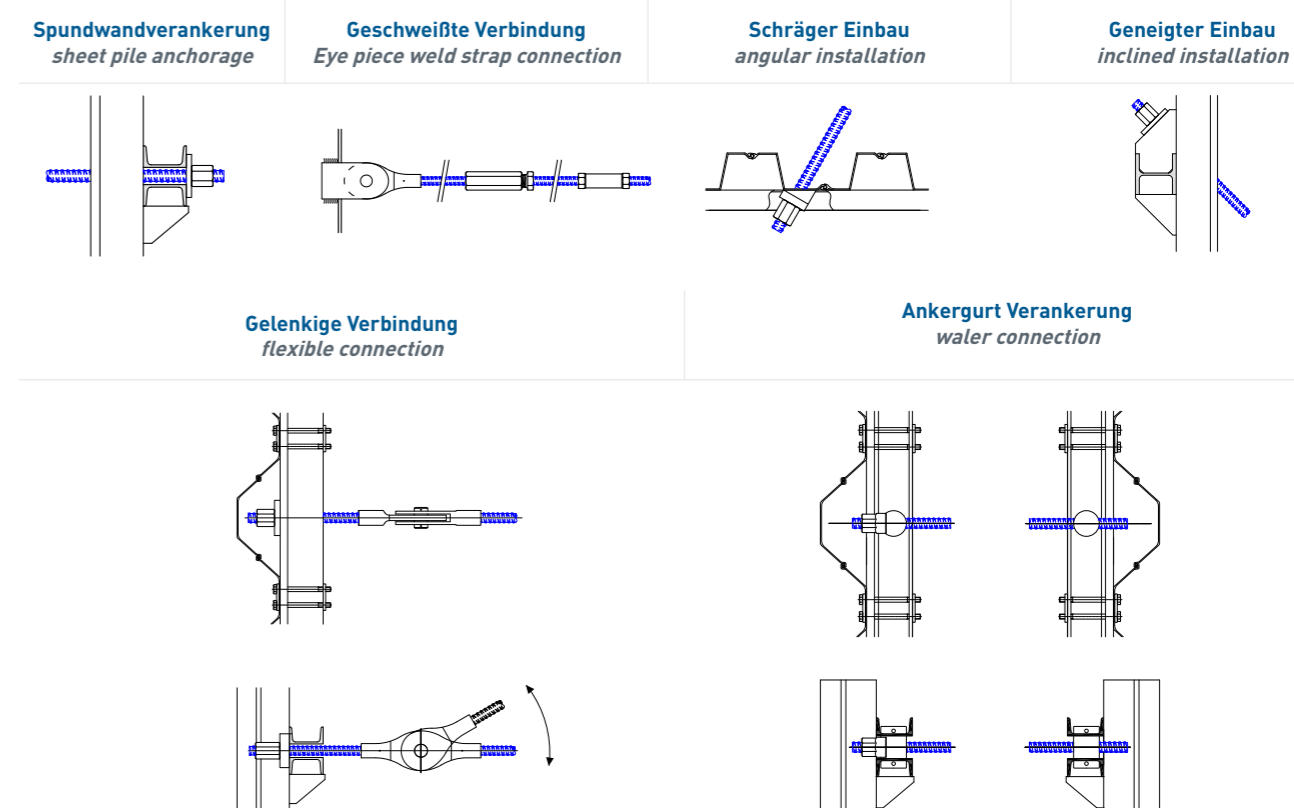 Spundwandverankerung
sheet pile anchorage
Geschweißte Verbindung
Eye piece weld strap connection
Schräger Einbau
angular installation
Geneigter Einbau
inclined installation
Gelenkige Verbindung
flexible connection
Ankergurt Verankerung
waler connection